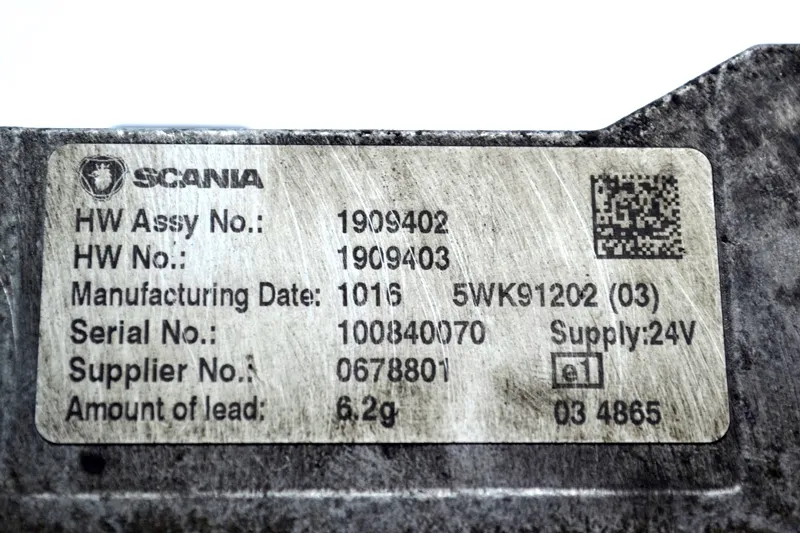 SCANIA
HW Assy No.: 1909402
HW No.: 1909403
Manufacturing Date: 1016 5WK91202 (03)
Serial No.: 100840070 Supply:24V
Supplier No.: 0678801 e1
Amount of lead: 6.2g 03 4865